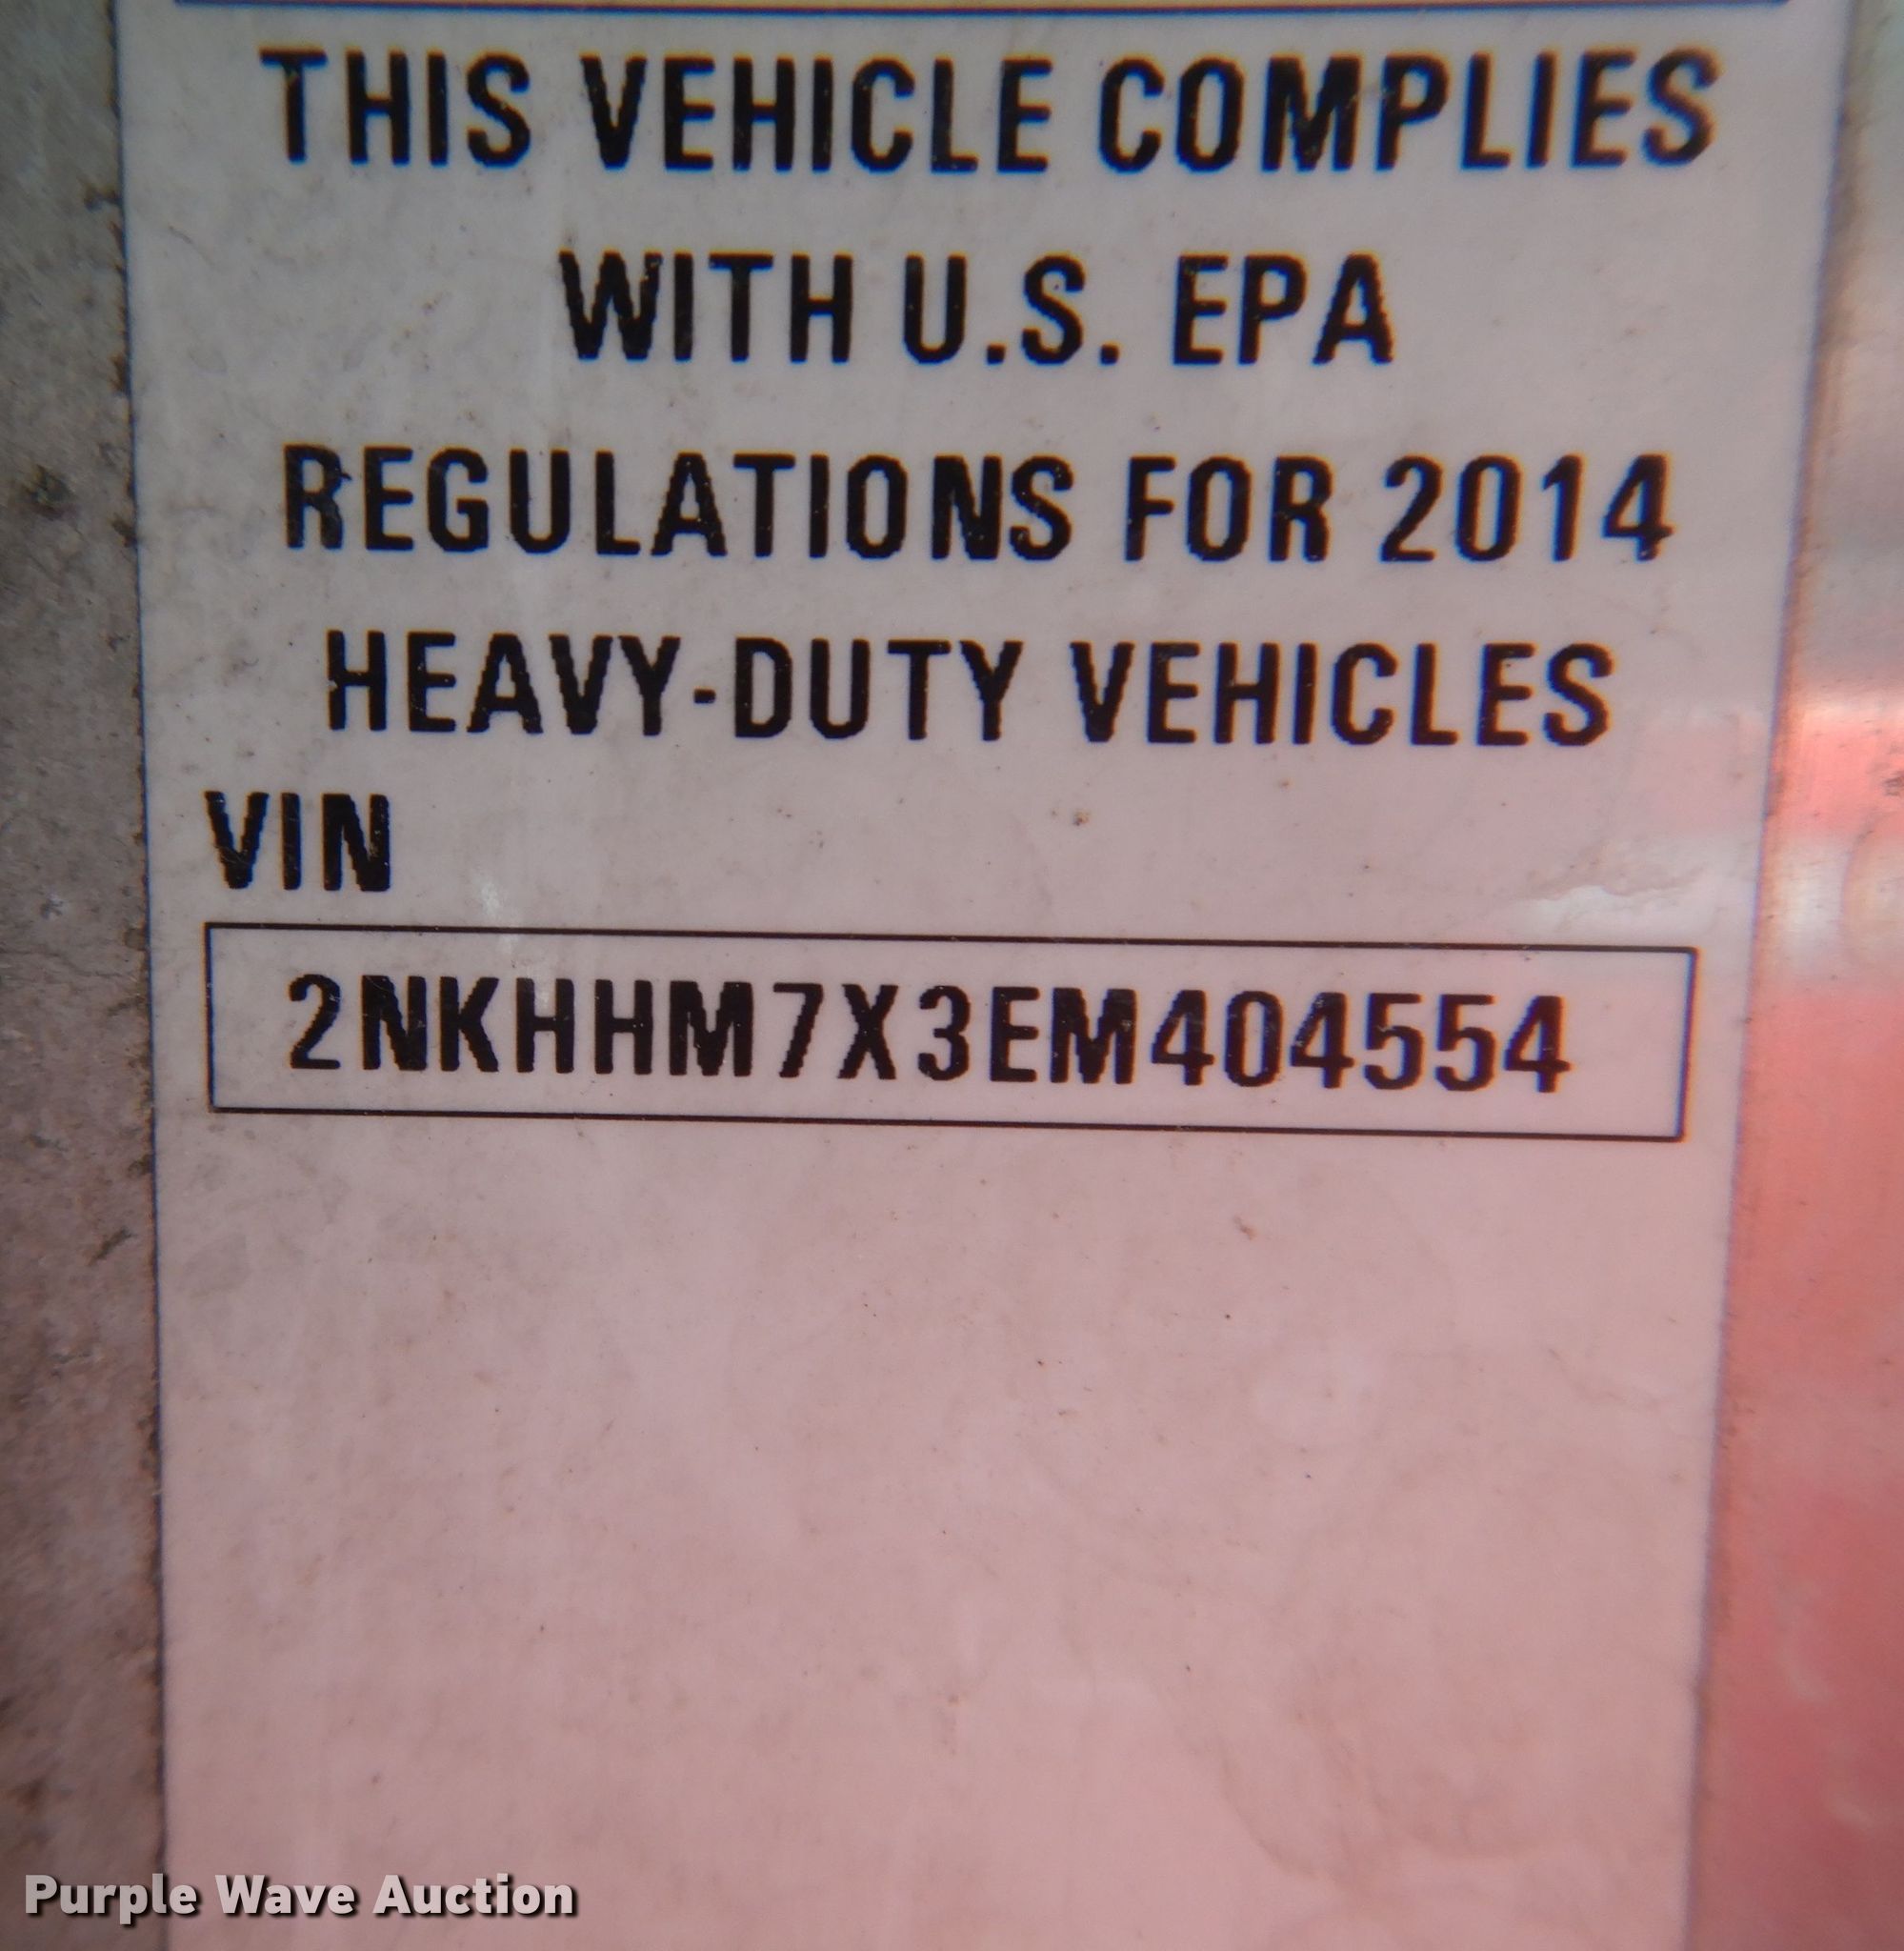 THIS VEHICLE COMPLIES
WITH U.S. EPA
REGULATIONS FOR 2014
HEAVY-DUTY VEHICLES
VIN
2NKHHM7X3EM404554
Purple Wave Auction